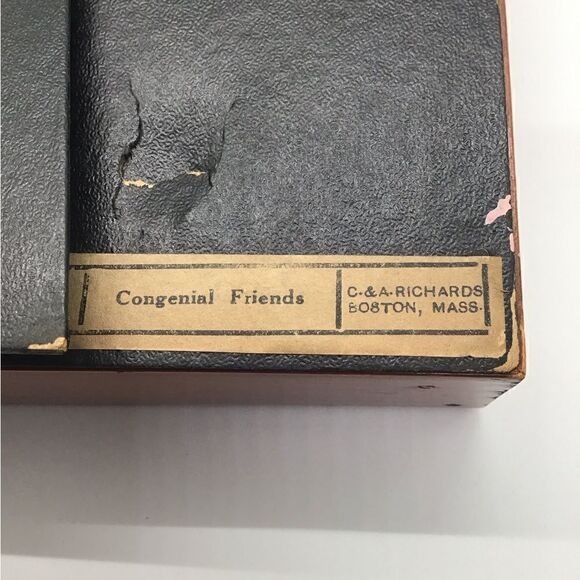 Congenial Friends
C.&A.RICHARDS
BOSTON, MASS.